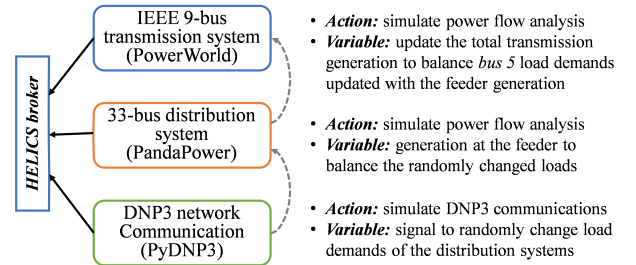 HELICS broker
IEEE 9-bus
transmission system
(PowerWorld)
33-bus distribution
system
(PandaPower)
DNP3 network
Communication
(PyDNP3)
• Action: simulate power flow analysis
• Variable: update the total transmission
generation to balance bus 5 load demands
updated with the feeder generation
• Action: simulate power flow analysis
• Variable: generation at the feeder to
balance the randomly changed loads
• Action: simulate DNP3 communications
• Variable: signal to randomly change load
demands of the distribution systems